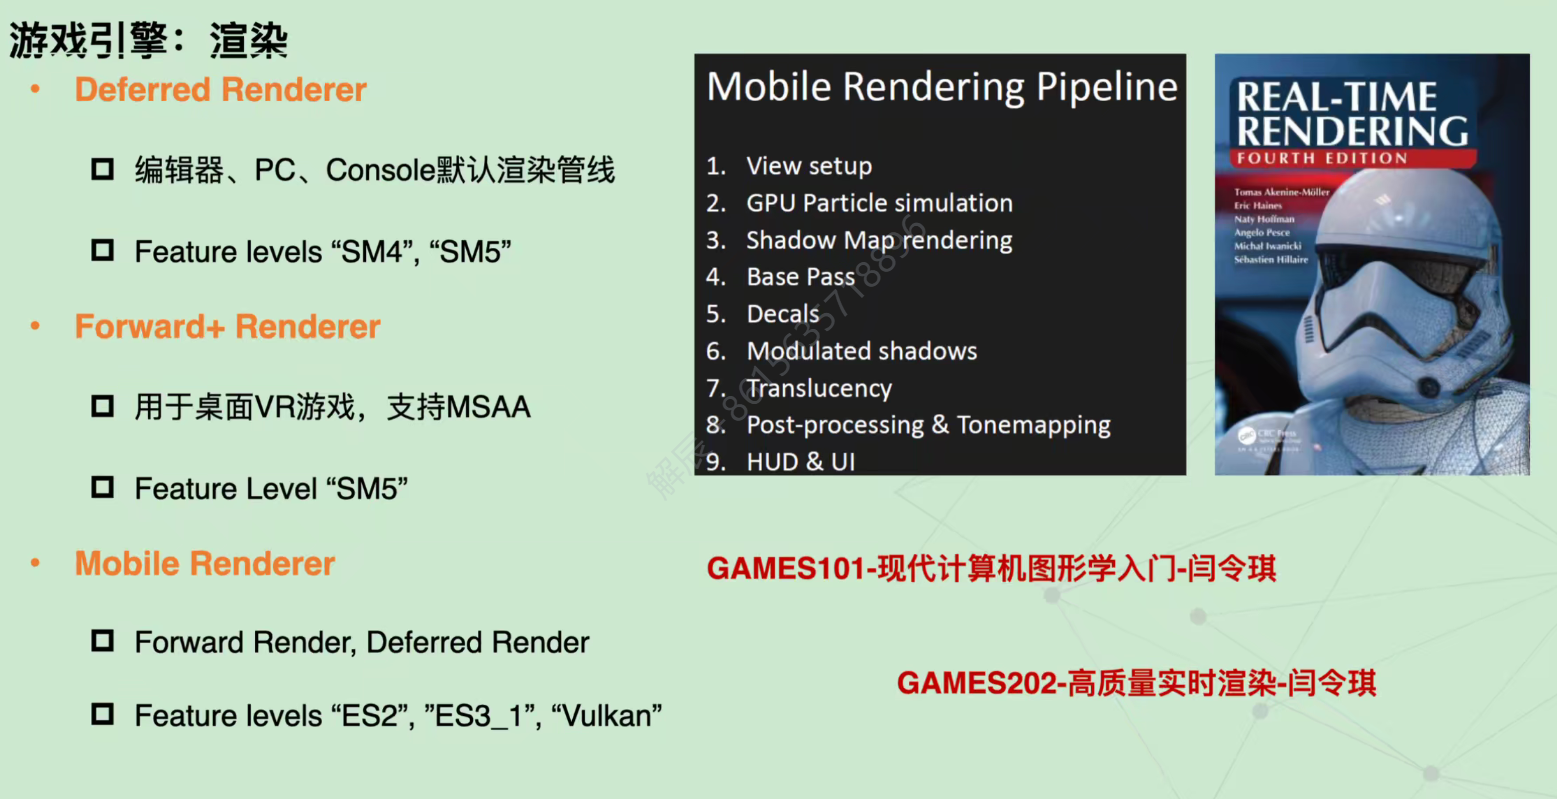 游戏引擎：渲染
• Deferred Renderer
编辑器、PC、Console默认渲染管线
Feature levels “SM4”, “SM5”
• Forward+ Renderer
用于桌面VR游戏，支持MSAA
Feature Level “SM5”
• Mobile Renderer
Forward Render, Deferred Render
Feature levels “ES2”, ”ES3_1”, “Vulkan”
Mobile Rendering Pipeline
1. View setup
2. GPU Particle simulation
3. Shadow Map rendering
4. Base Pass
5. Decals
6. Modulated shadows
7. Translucency
8. Post-processing & Tonemapping
9. HUD & UI
REAL-TIME
RENDERING
FOURTH EDITION
Tomas Akenine-Möller
Eric Haines
Naty Hoffman
Angelo Pesce
Michał Iwanicki
Sébastien Hillaire
CRC Press
GAMES101-现代计算机图形学入门-闫令琪
GAMES202-高质量实时渲染-闫令琪